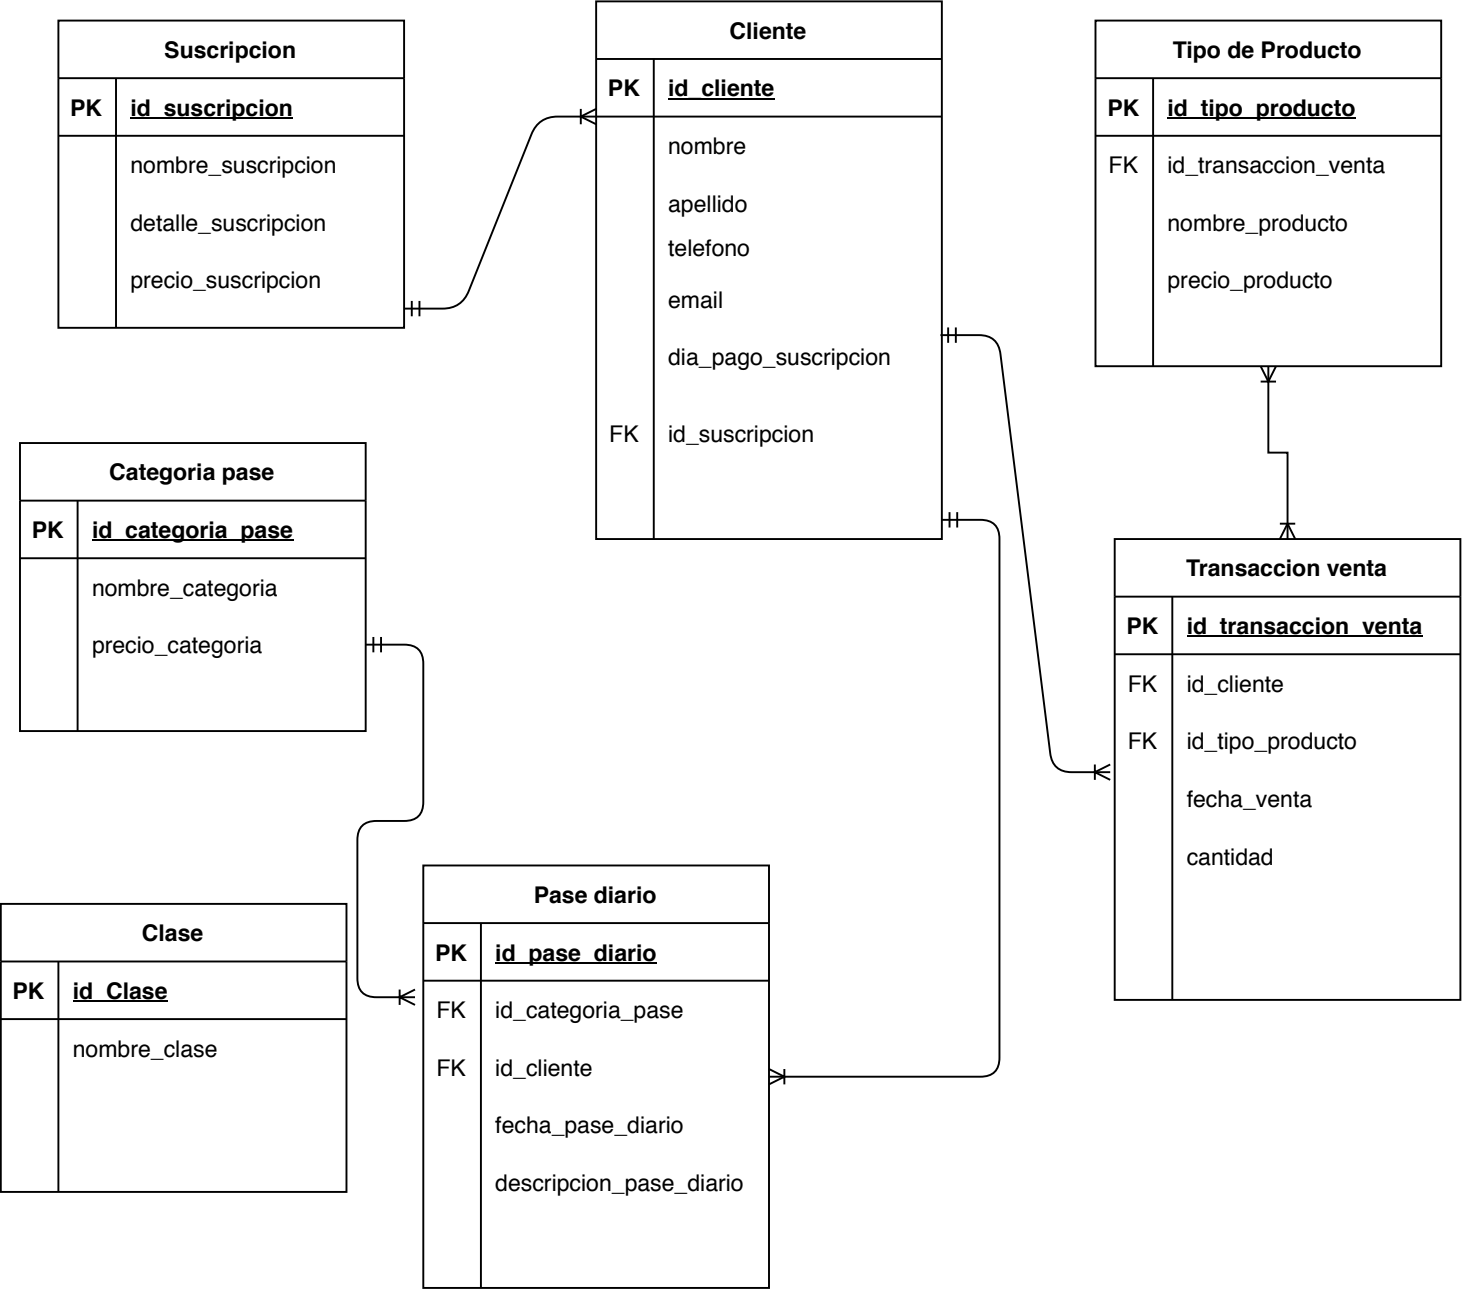 Suscripcion
PK id_suscripcion
nombre_suscripcion
detalle_suscripcion
precio_suscripcion
Cliente
PK id_cliente
nombre
apellido
telefono
email
dia_pago_suscripcion
FK id_suscripcion
Tipo de Producto
PK id_tipo_producto
FK id_transaccion_venta
nombre_producto
precio_producto
Categoria pase
PK id_categoria_pase
nombre_categoria
precio_categoria
Transaccion venta
PK id_transaccion_venta
FK id_cliente
FK id_tipo_producto
fecha_venta
cantidad
Clase
PK id_Clase
nombre_clase
Pase diario
PK id_pase_diario
FK id_categoria_pase
FK id_cliente
fecha_pase_diario
descripcion_pase_diario